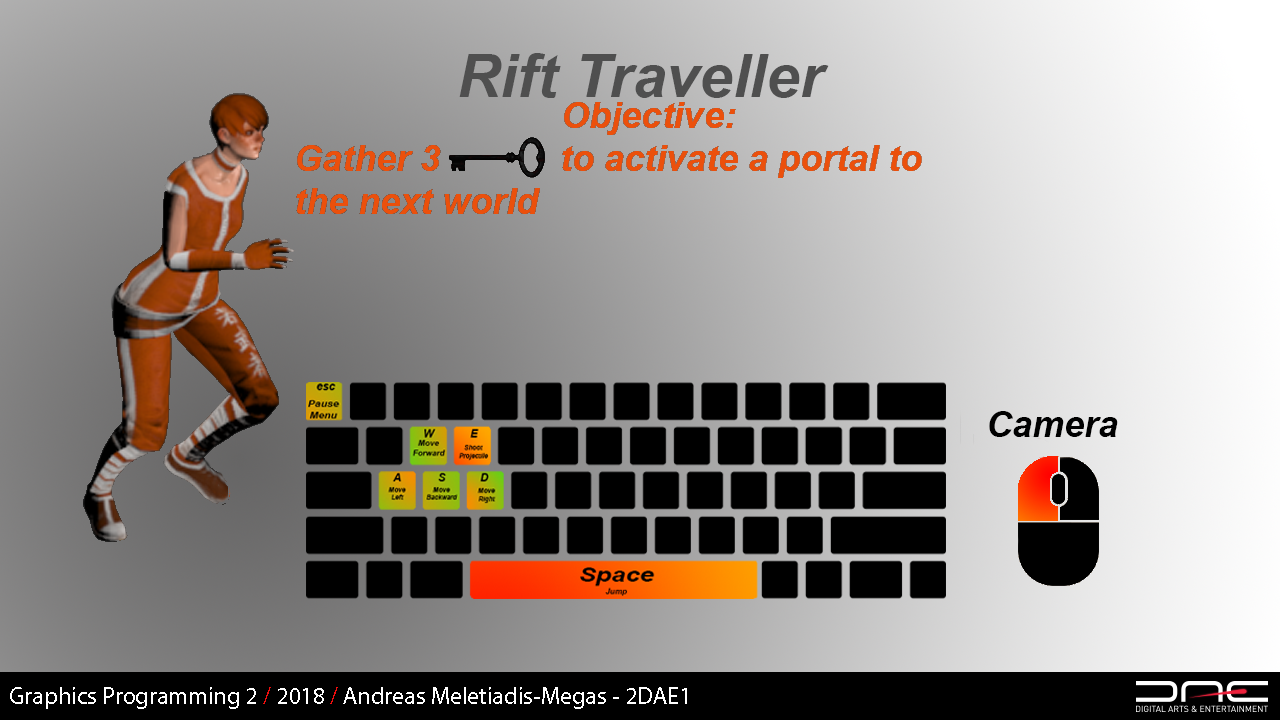 Rift Traveller
Objective:
Gather 3 to activate a portal to
the next world
esc
Pause
Menu
W
Move
Forward
E
Shoot
Projectile
A
Move
Left
S
Move
Backward
D
Move
Right
Space
Jump
Camera
Graphics Programming 2 / 2018 / Andreas Meletiadis-Megas - 2DAE1
DAE
DIGITAL ARTS & ENTERTAINMENT